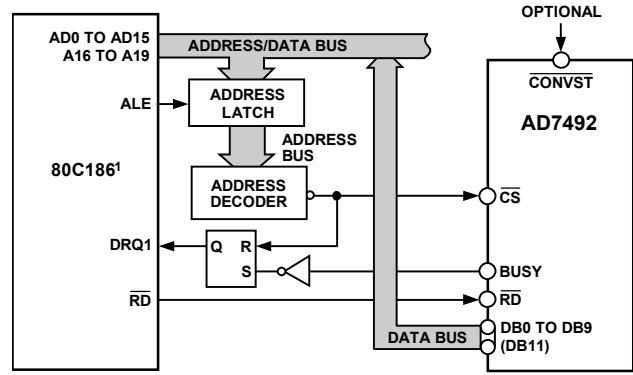 OPTIONAL
AD0 TO AD15
A16 TO A19
ADDRESS/DATA BUS
CONVST
ALE
ADDRESS
LATCH
AD7492
ADDRESS
BUS
80C186¹
ADDRESS
DECODER
CS
DRQ1
Q R
S
BUSY
RD
RD
DATA BUS
DB0 TO DB9
(DB11)